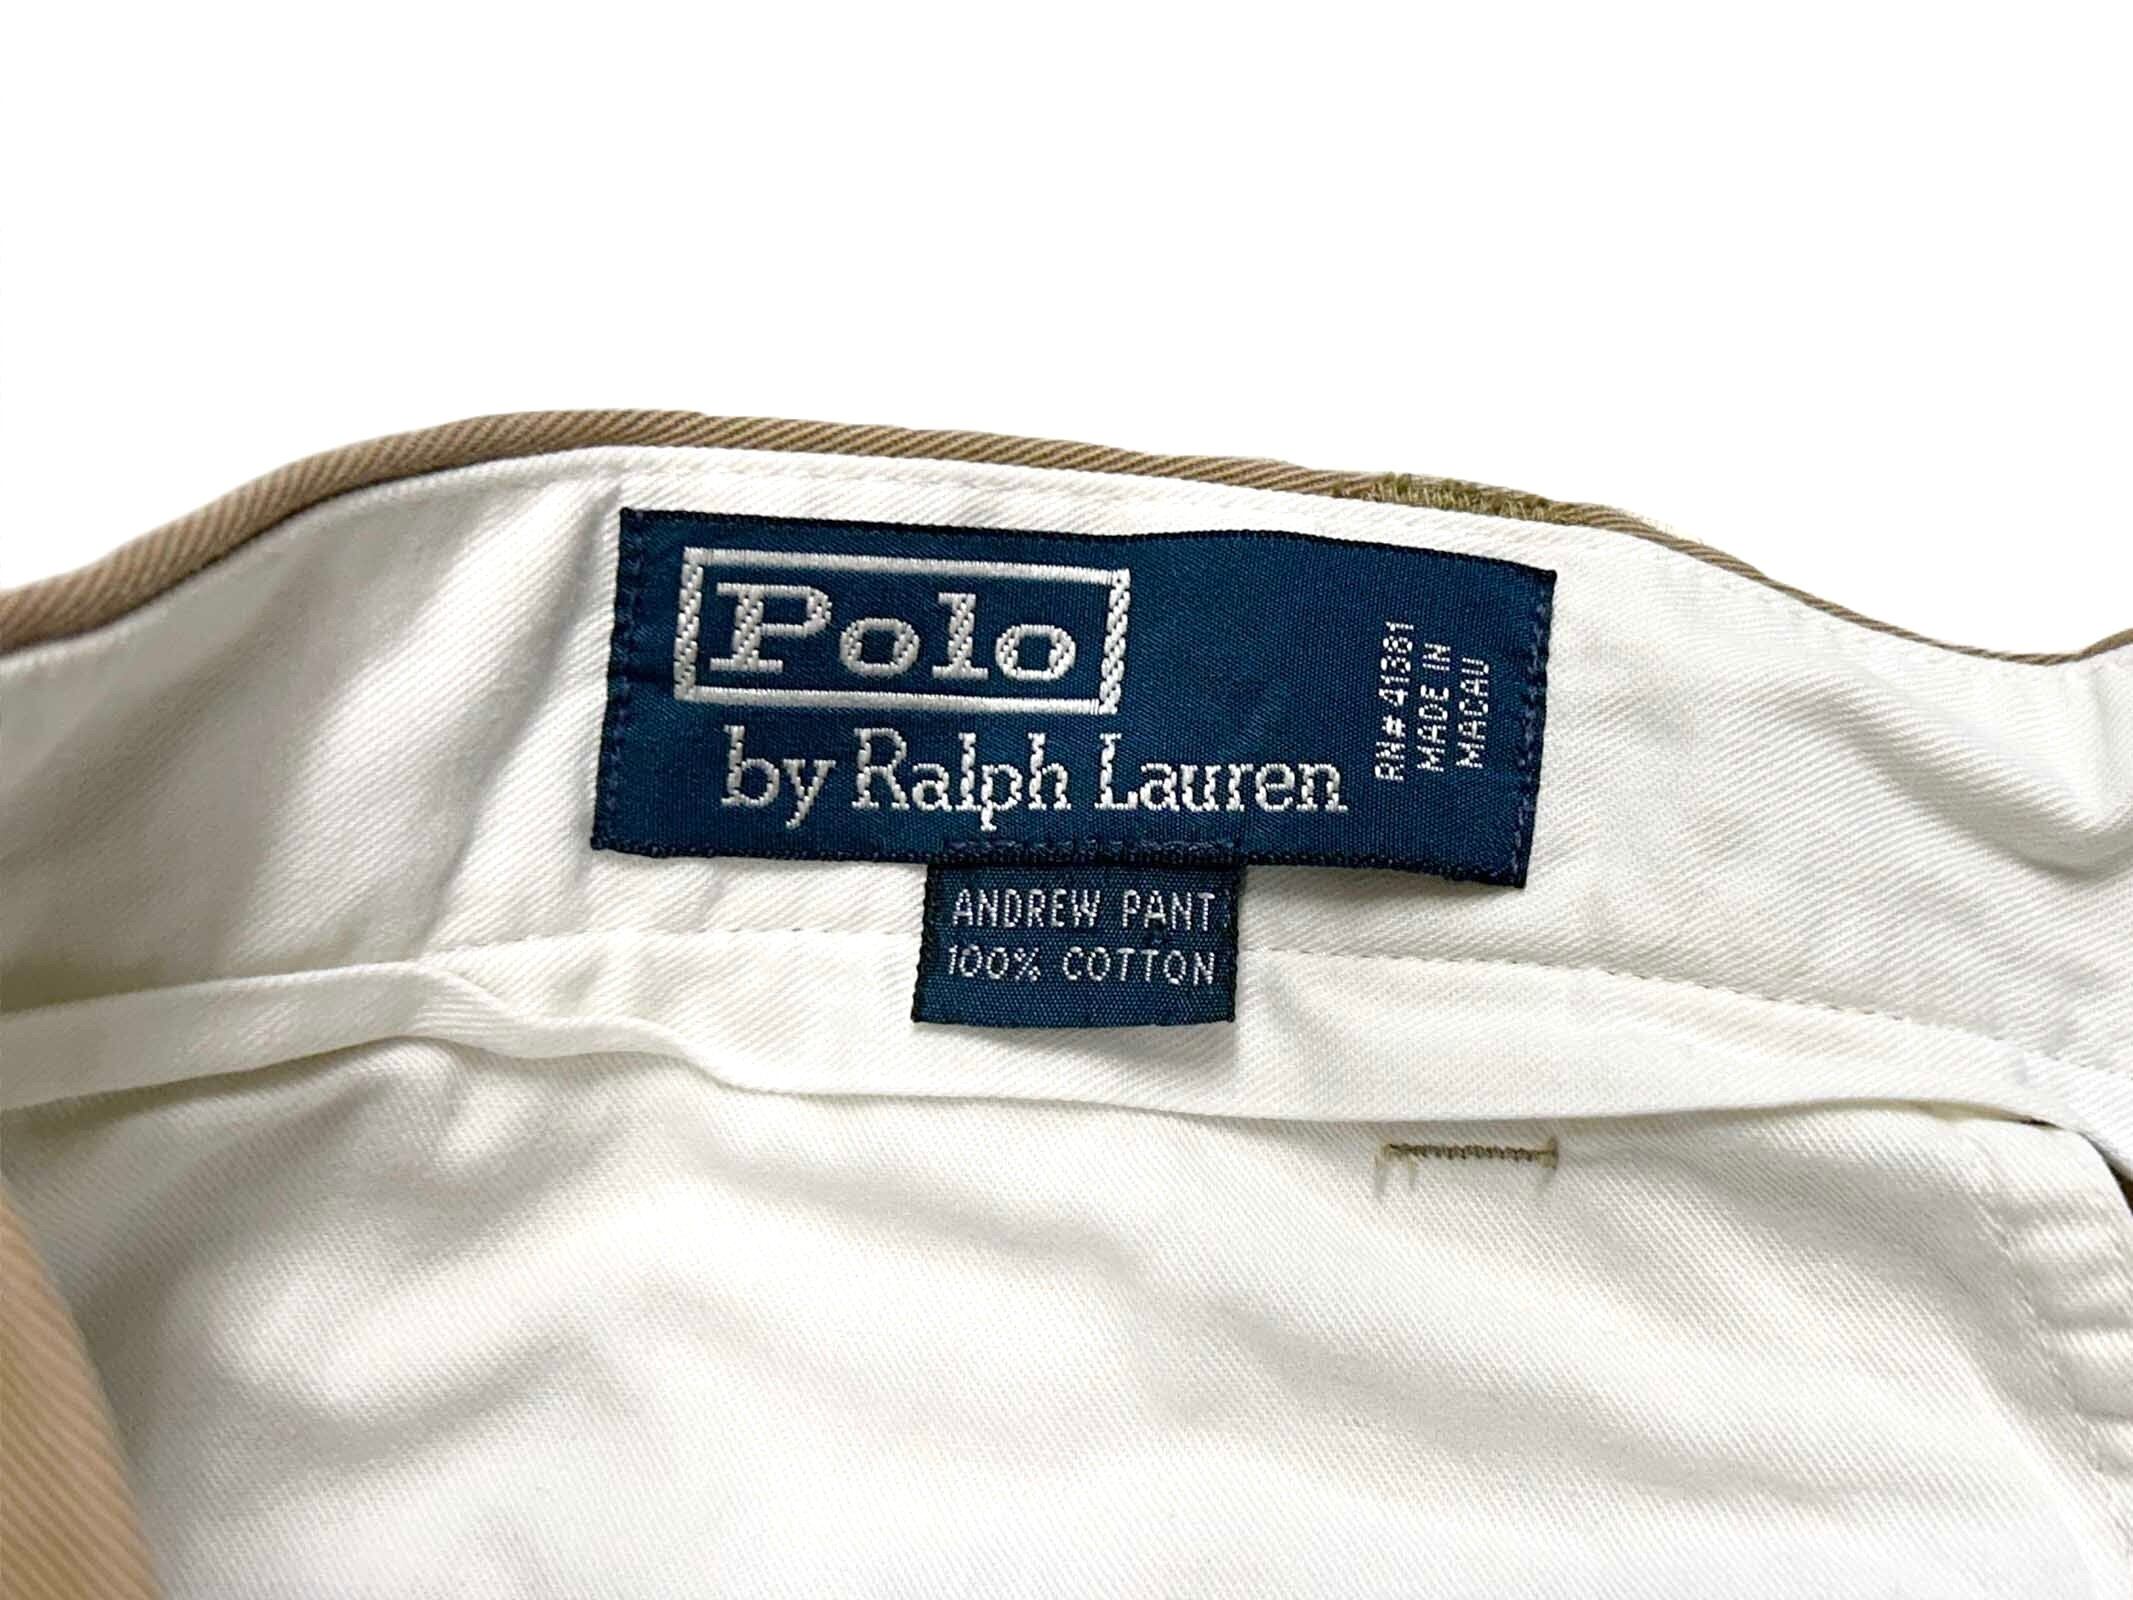 Polo
by Ralph Lauren
RN# 41381
MADE IN
MACAU
ANDREW PANT
100% COTTON